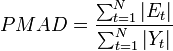 PMAD = \frac{\sum_{t=1}^{N} |E_t|}{\sum_{t=1}^{N} |Y_t|}